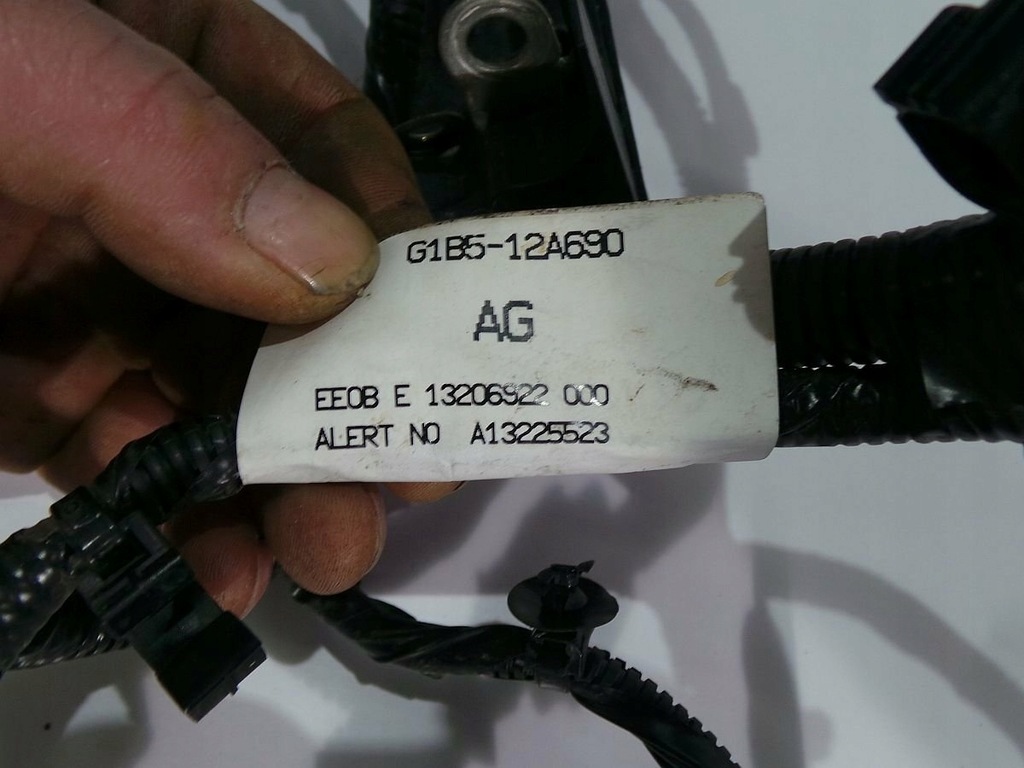 G1B5-12A690
AG
EEOB E 13206922 000
ALERT NO A13225523